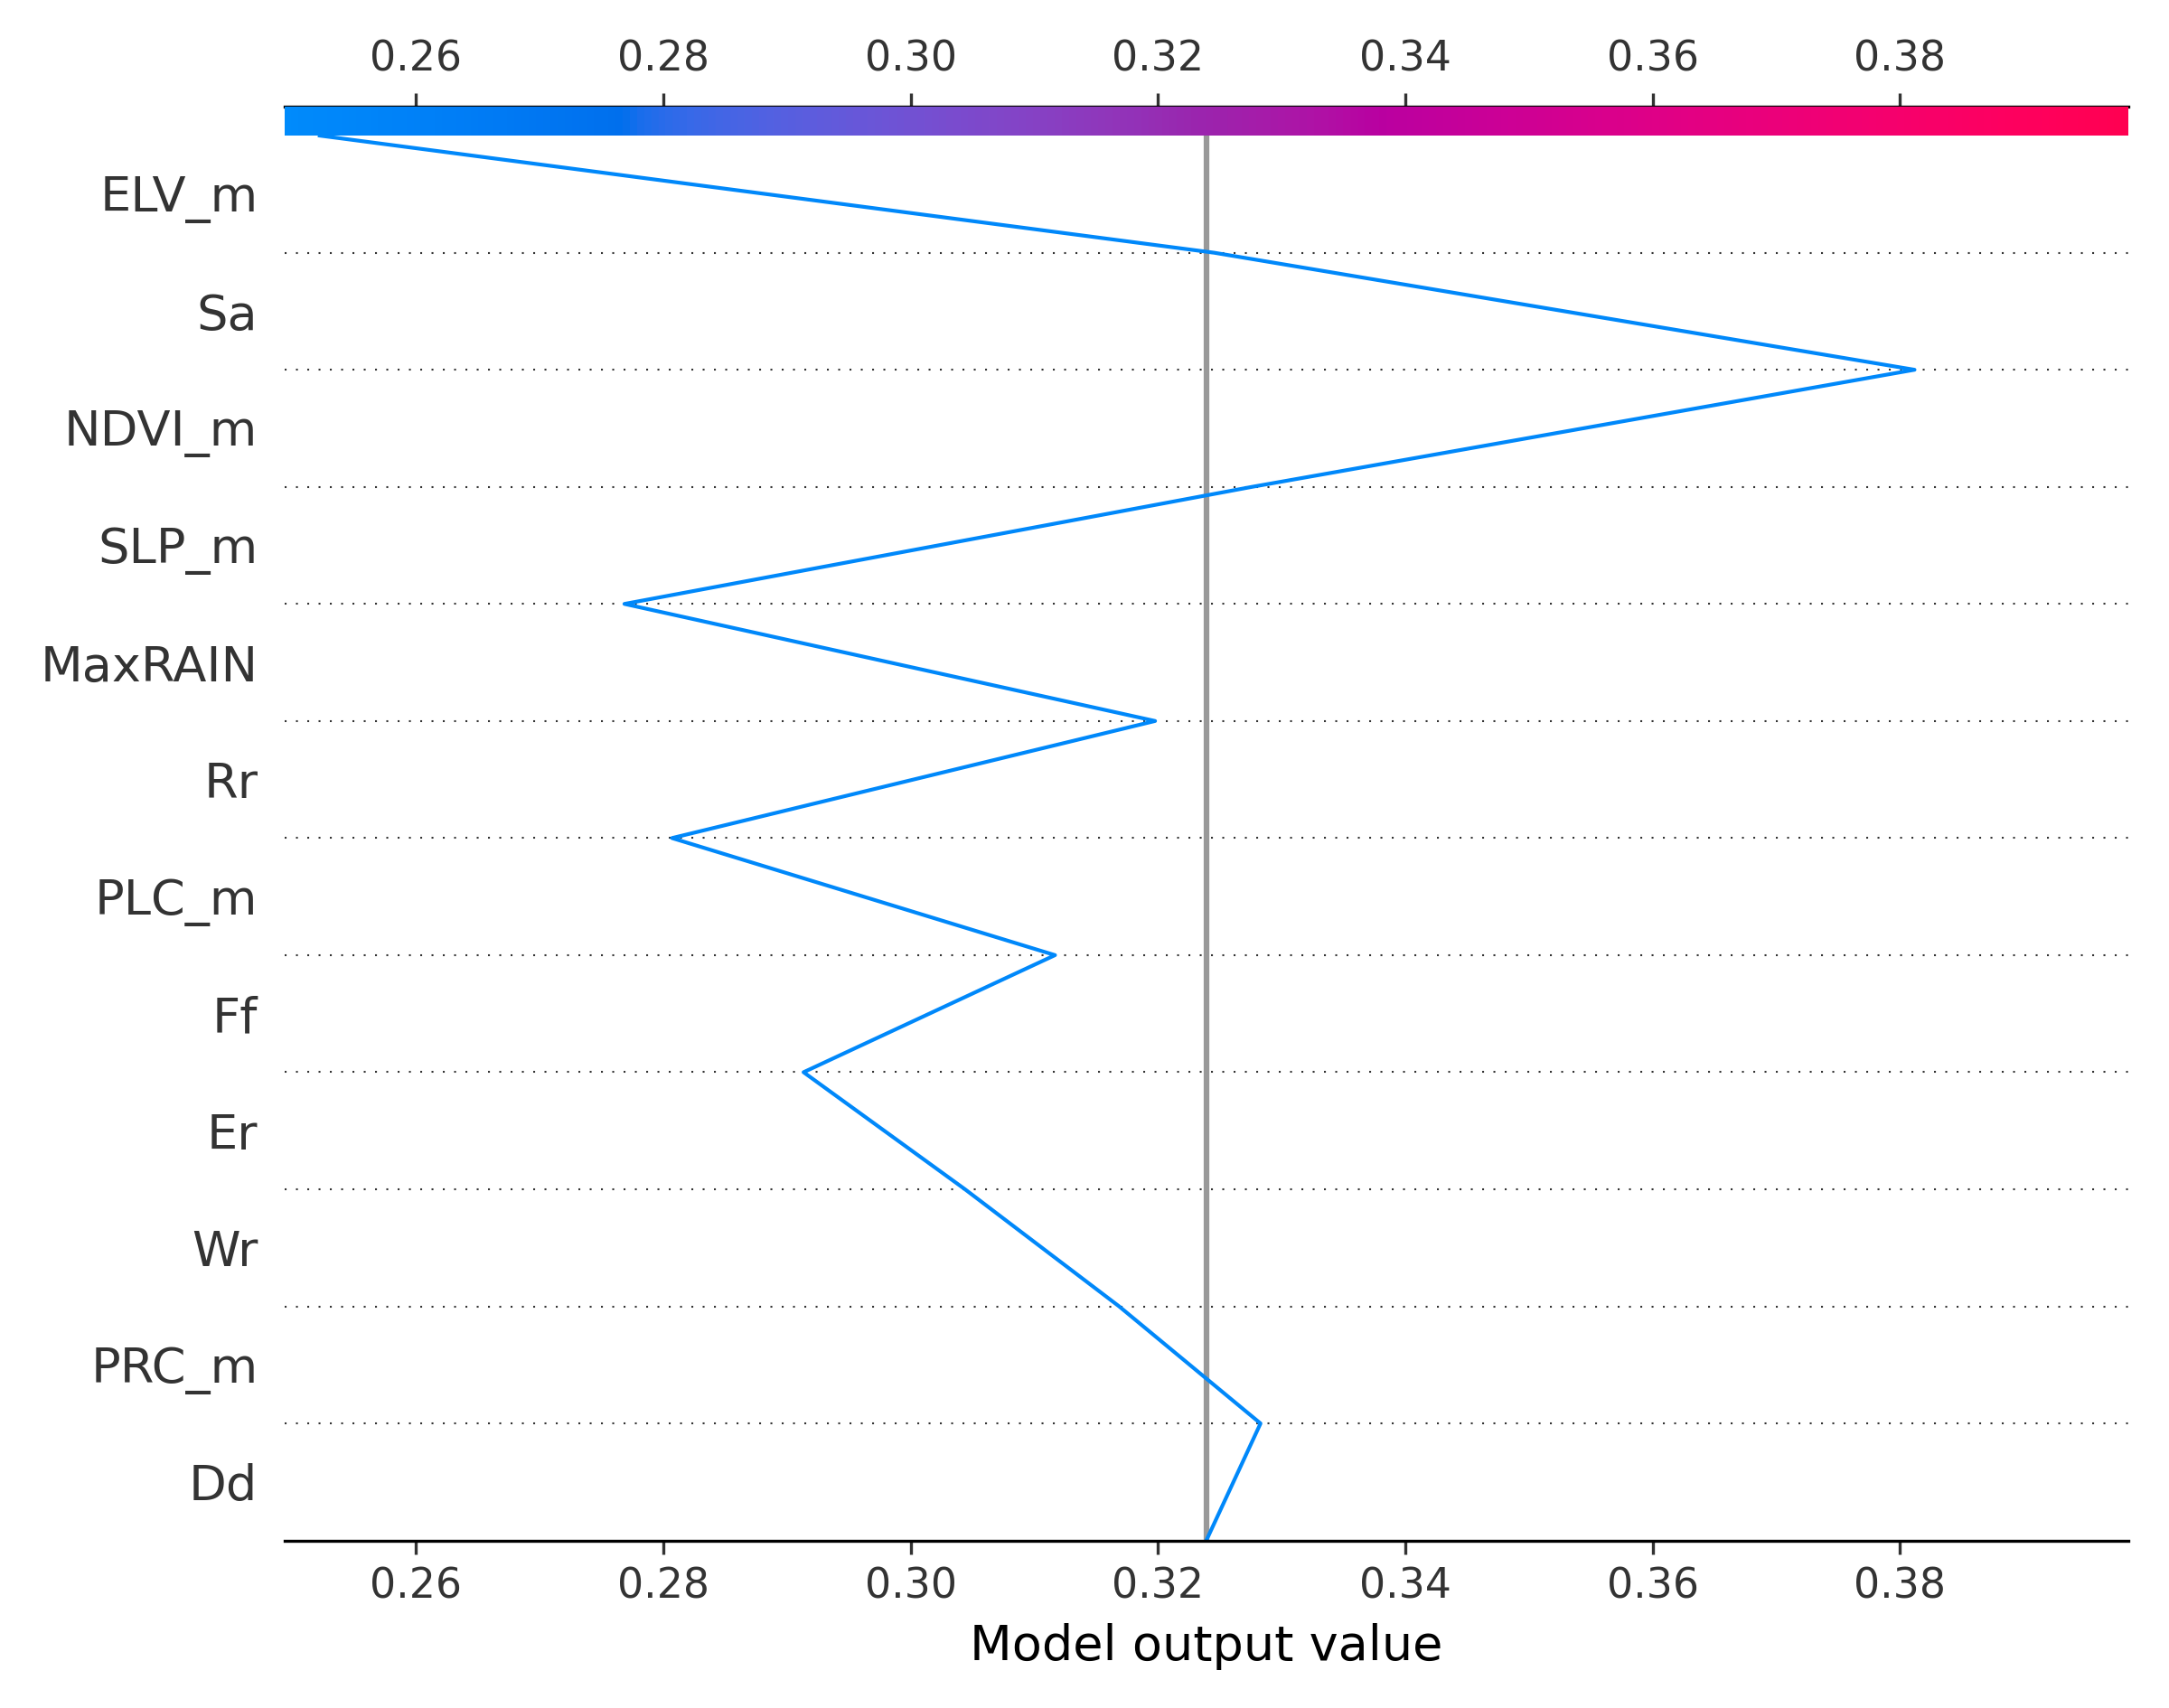 0.26 0.28 0.30 0.32 0.34 0.36 0.38
ELV_m
Sa
NDVI_m
SLP_m
MaxRAIN
Rr
PLC_m
Ff
Er
Wr
PRC_m
Dd
0.26 0.28 0.30 0.32 0.34 0.36 0.38
Model output value